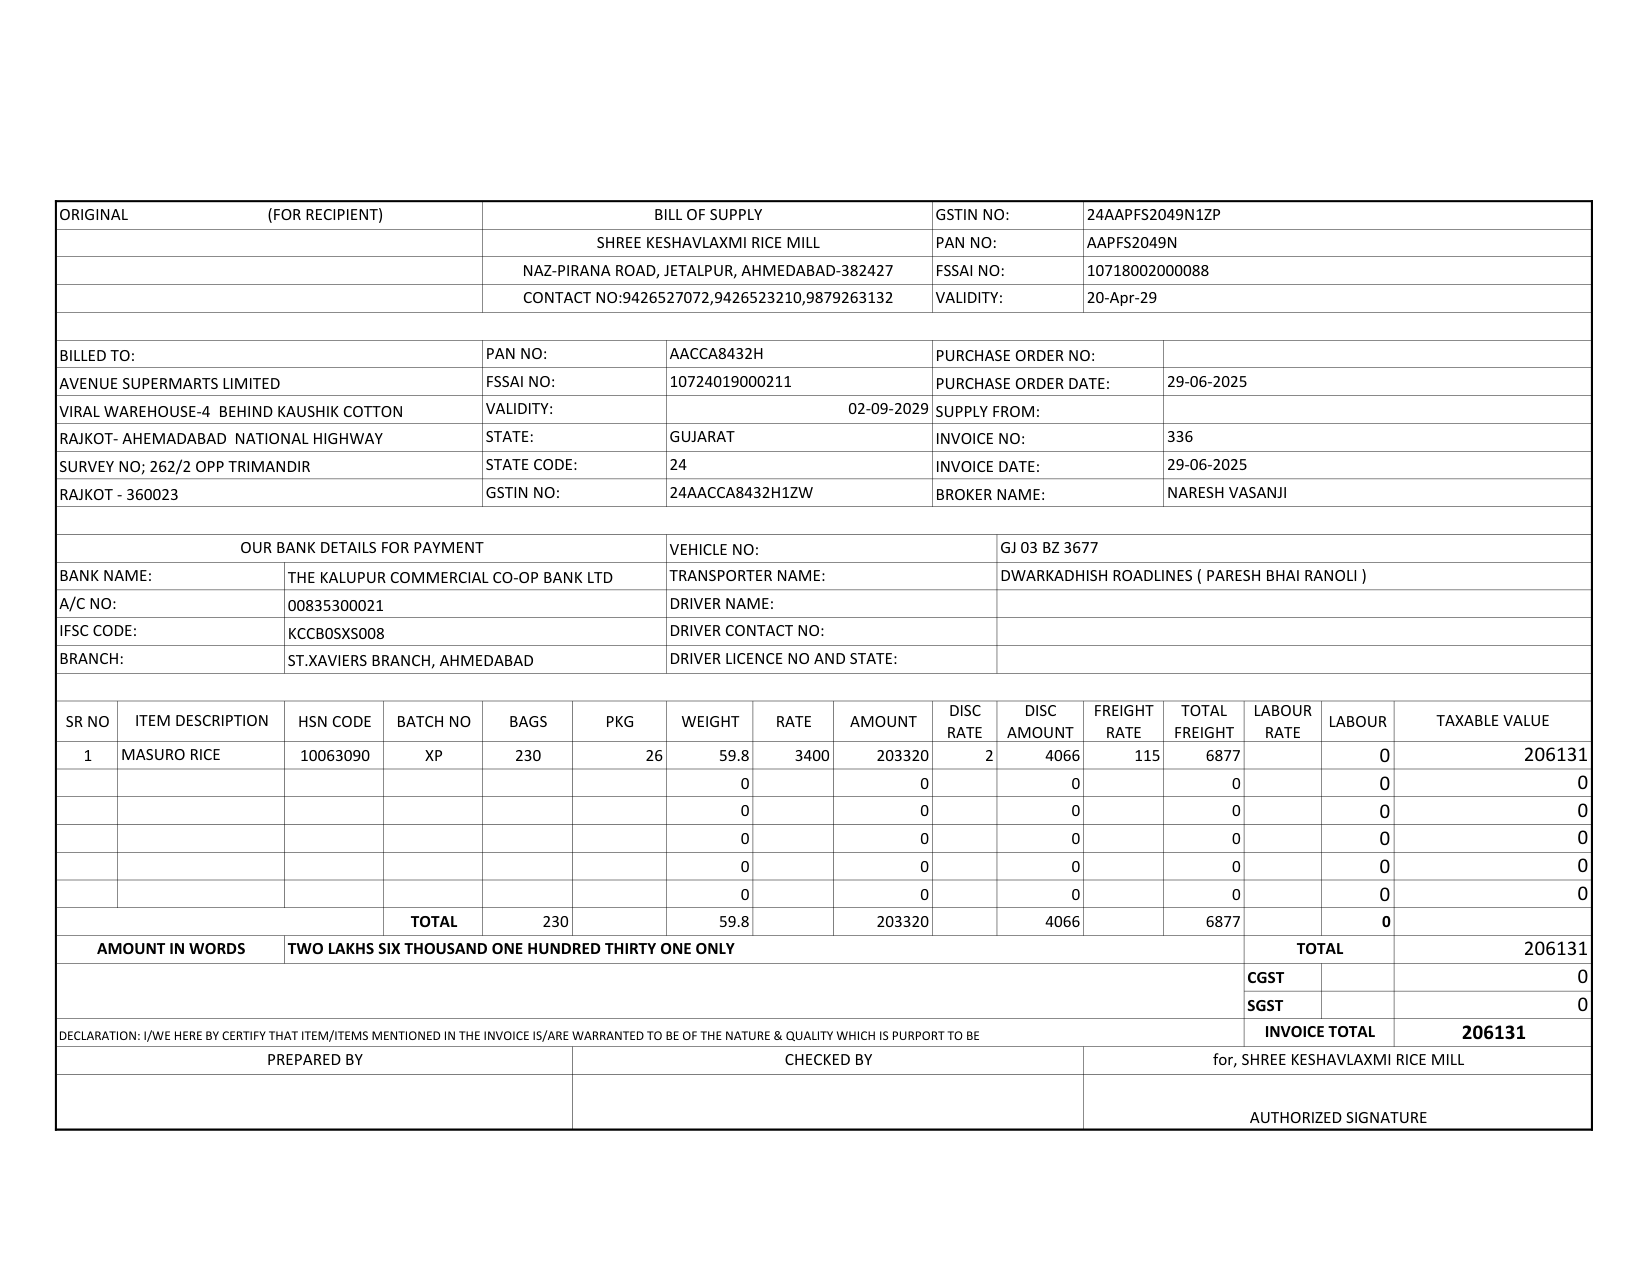 ORIGINAL (FOR RECIPIENT) BILL OF SUPPLY GSTIN NO: 24AAPFS2049N1ZP
SHREE KESHAVLAXMI RICE MILL PAN NO: AAPFS2049N
NAZ-PIRANA ROAD, JETALPUR, AHMEDABAD-382427 FSSAI NO: 10718002000088
CONTACT NO:9426527072,9426523210,9879263132 VALIDITY: 20-Apr-29
BILLED TO: PAN NO: AACCA8432H PURCHASE ORDER NO:
AVENUE SUPERMARTS LIMITED FSSAI NO: 10724019000211 PURCHASE ORDER DATE: 29-06-2025
VIRAL WAREHOUSE-4 BEHIND KAUSHIK COTTON VALIDITY: 02-09-2029 SUPPLY FROM:
RAJKOT- AHEMADABAD NATIONAL HIGHWAY STATE: GUJARAT INVOICE NO: 336
SURVEY NO; 262/2 OPP TRIMANDIR STATE CODE: 24 INVOICE DATE: 29-06-2025
RAJKOT - 360023 GSTIN NO: 24AACCA8432H1ZW BROKER NAME: NARESH VASANJI
OUR BANK DETAILS FOR PAYMENT VEHICLE NO: GJ 03 BZ 3677
BANK NAME: THE KALUPUR COMMERCIAL CO-OP BANK LTD TRANSPORTER NAME: DWARKADHISH ROADLINES ( PARESH BHAI RANOLI )
A/C NO: 00835300021 DRIVER NAME:
IFSC CODE: KCCB0SXS008 DRIVER CONTACT NO:
BRANCH: ST.XAVIERS BRANCH, AHMEDABAD DRIVER LICENCE NO AND STATE:
SR NO ITEM DESCRIPTION HSN CODE BATCH NO BAGS PKG WEIGHT RATE AMOUNT DISC RATE DISC AMOUNT FREIGHT RATE TOTAL FREIGHT LABOUR RATE LABOUR TAXABLE VALUE
1 MASURO RICE 10063090 XP 230 26 59.8 3400 203320 2 4066 115 6877 0 206131
0 0 0 0 0 0
0 0 0 0 0 0
0 0 0 0 0 0
0 0 0 0 0 0
0 0 0 0 0 0
TOTAL 230 59.8 203320 4066 6877 0
AMOUNT IN WORDS TWO LAKHS SIX THOUSAND ONE HUNDRED THIRTY ONE ONLY TOTAL 206131
CGST 0
SGST 0
DECLARATION: I/WE HERE BY CERTIFY THAT ITEM/ITEMS MENTIONED IN THE INVOICE IS/ARE WARRANTED TO BE OF THE NATURE & QUALITY WHICH IS PURPORT TO BE INVOICE TOTAL 206131
PREPARED BY CHECKED BY for, SHREE KESHAVLAXMI RICE MILL
AUTHORIZED SIGNATURE